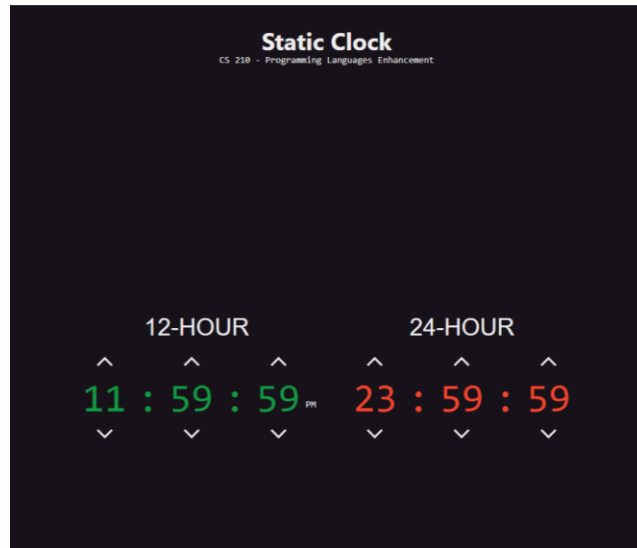 Static Clock
CS 210 - Programming Languages Enhancement
12-HOUR
24-HOUR
11 : 59 : 59 PM
23 : 59 : 59